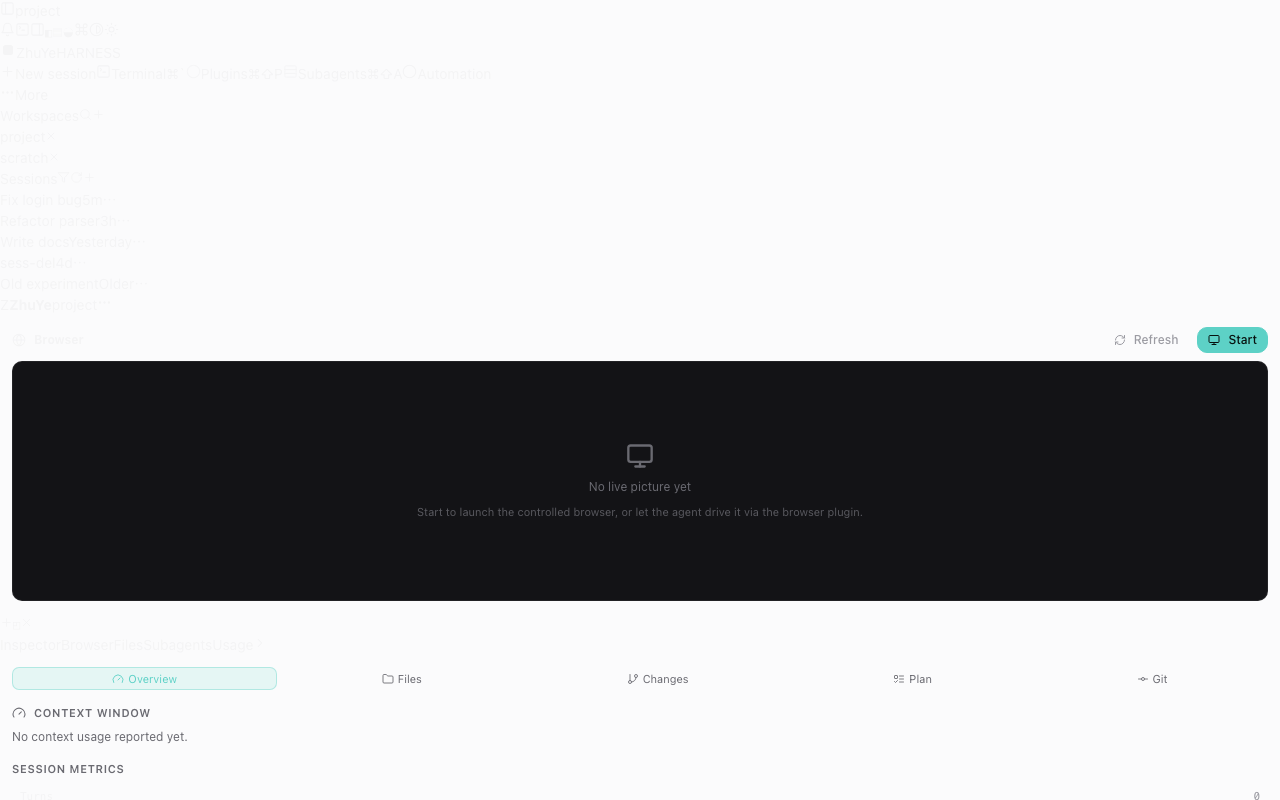 project
ZhuYeHARNESS
New session Terminal Plugins Subagents Automation
More
Workspaces
project
scratch
Sessions
Fix login bug5m
Refactor parser3h
Write docsYesterday
Old experimentOlder
ZZhuYeproject
Browser
Refresh
Start
No live picture yet
Start to launch the controlled browser, or let the agent drive it via the browser plugin.
InspectorBrowserFilesSubagentsUsage
Overview
Files
Changes
Plan
Git
CONTEXT WINDOW
No context usage reported yet.
SESSION METRICS
0